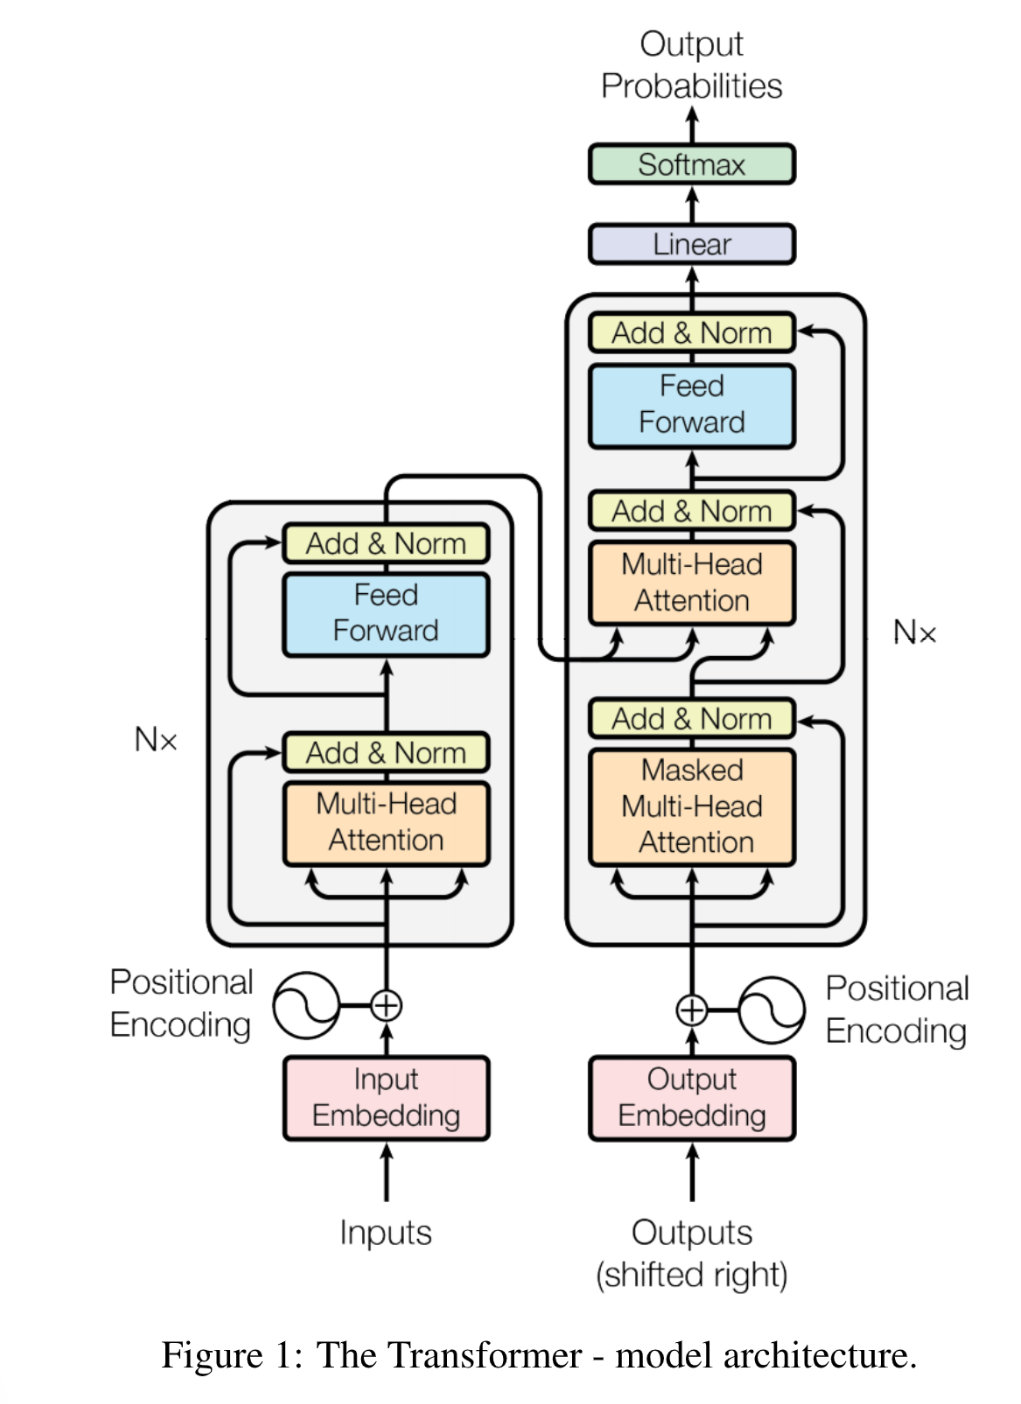 Output
Probabilities
Softmax
Linear
Add & Norm
Feed
Forward
Add & Norm
Multi-Head
Attention
Nx
Add & Norm
Masked
Multi-Head
Attention
Add & Norm
Feed
Forward
Nx
Add & Norm
Multi-Head
Attention
Positional
Encoding
Positional
Encoding
Input
Embedding
Output
Embedding
Inputs
Outputs
(shifted right)
Figure 1: The Transformer - model architecture.